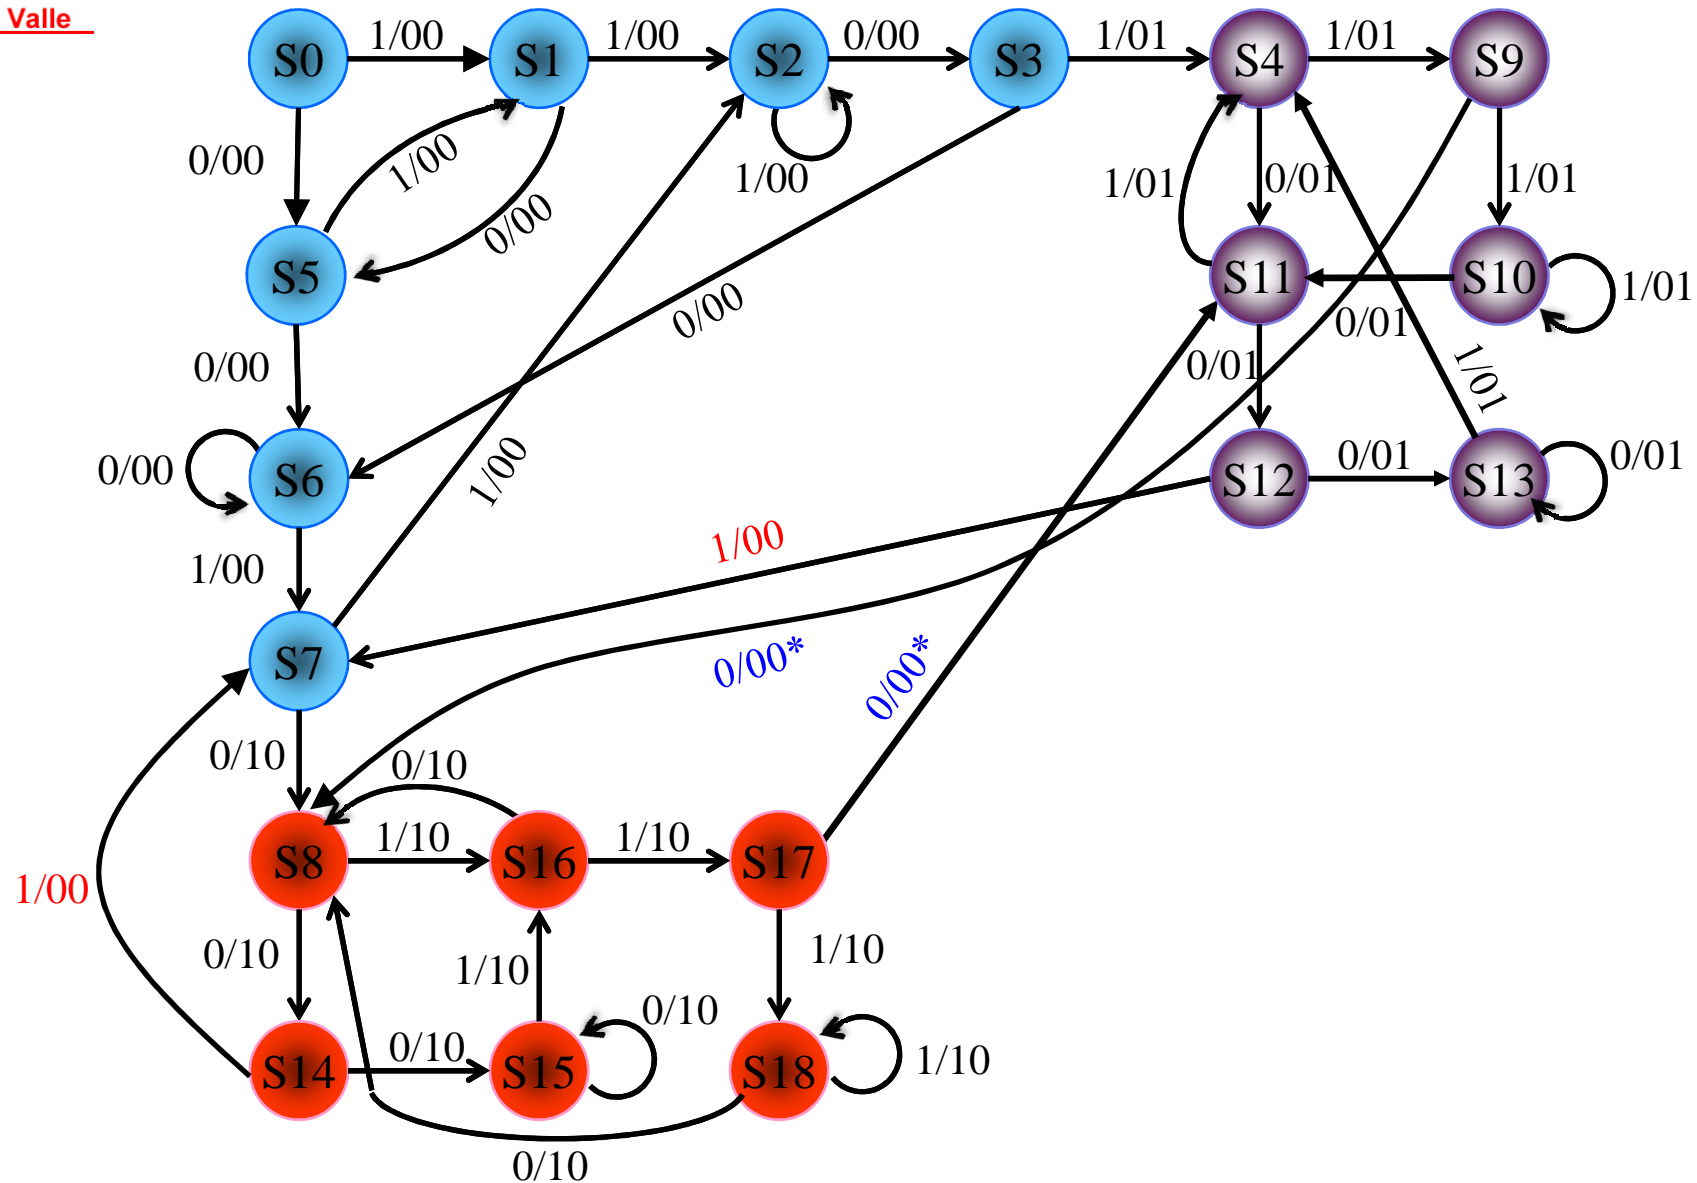 Valle
S0 1/00 S1 1/00 S2 0/00 S3 1/01 S4 1/01 S9
0/00 1/00 0/00 1/00 1/01 0/01 1/01
S5 S11 S10 1/01
0/00 0/00 0/01 0/01 1/01
0/00 S6 1/00 S12 0/01 S13 0/01
1/00 1/00
S7 0/00* 0/00*
0/10 0/10
1/00 S8 1/10 S16 1/10 S17
0/10 1/10 0/10 1/10
S14 0/10 S15 S18 1/10
0/10